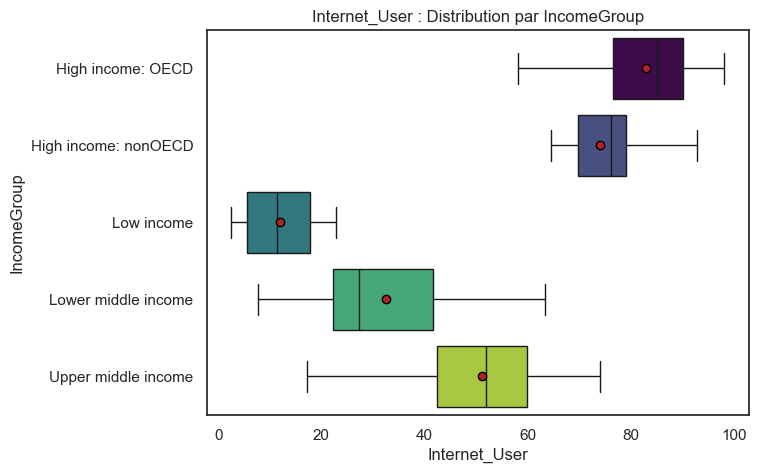 Internet_User : Distribution par IncomeGroup
High income: OECD
High income: nonOECD
Low income
Lower middle income
Upper middle income
IncomeGroup
0 20 40 60 80 100
Internet_User